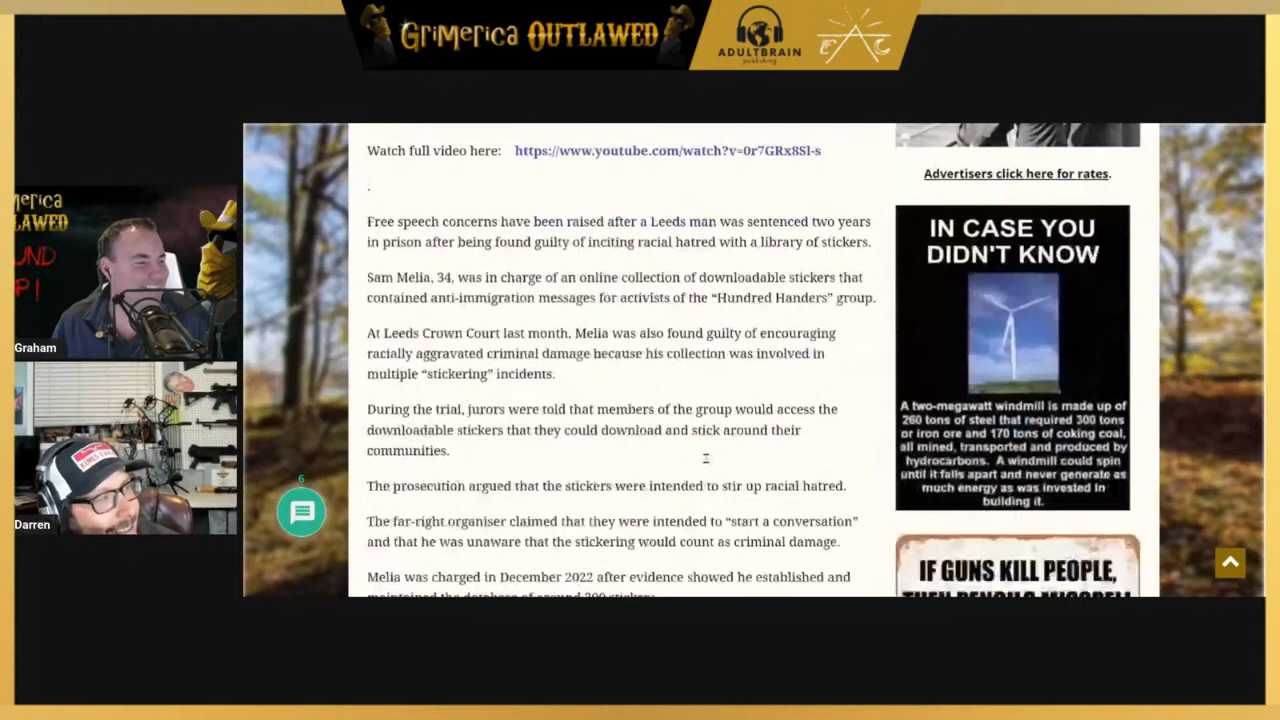 GRIMERICA OUTLAWED
ADULTBRAIN
publishing
Watch full video here: https://www.youtube.com/watch?v=0r7GRx8Sl-s
.
Free speech concerns have been raised after a Leeds man was sentenced two years
in prison after being found guilty of inciting racial hatred with a library of stickers.
Sam Melia, 34, was in charge of an online collection of downloadable stickers that
contained anti-immigration messages for activists of the “Hundred Handers” group.
At Leeds Crown Court last month, Melia was also found guilty of encouraging
racially aggravated criminal damage because his collection was involved in
multiple “stickering” incidents.
During the trial, jurors were told that members of the group would access the
downloadable stickers that they could download and stick around their
communities.
The prosecution argued that the stickers were intended to stir up racial hatred.
The far-right organiser claimed that they were intended to “start a conversation”
and that he was unaware that the stickering would count as criminal damage.
Melia was charged in December 2022 after evidence showed he established and
maintained the database of around 200 stickers.
Advertisers click here for rates.
IN CASE YOU
DIDN'T KNOW
A two-megawatt windmill is made up of
260 tons of steel that required 300 tons
or iron ore and 170 tons of coking coal,
all mined, transported and produced by
hydrocarbons. A windmill could spin
until it falls apart and never generate as
much energy as was invested in
building it.
IF GUNS KILL PEOPLE,
merica
LAWED
UND
P!
Graham
Darren
6